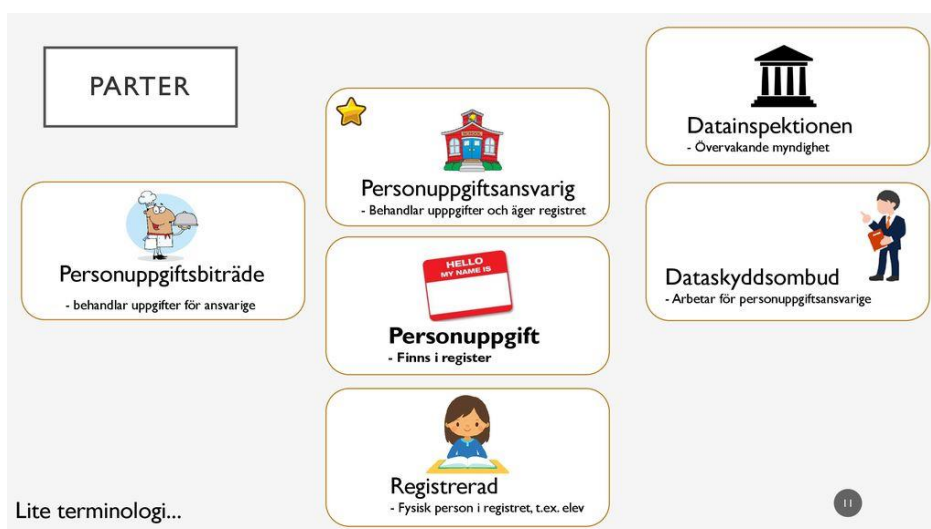 PARTER
Datainspektionen
- Övervakande myndighet
Personuppgiftsansvarig
- Behandlar upppgifter och äger registret
Personuppgiftsbiträde
- behandlar uppgifter för ansvarige
HELLO
MY NAME IS
Personuppgift
- Finns i register
Dataskyddsombud
- Arbetar för personuppgiftsansvarige
Registrerad
- Fysisk person i registret, t.ex. elev
Lite terminologi...
11